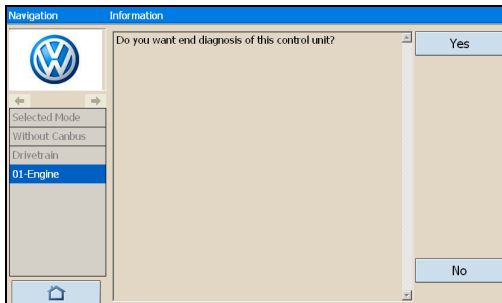 Navigation
Information
Do you want end diagnosis of this control unit?
Yes
Selected Mode
Without Canbus
Drivetrain
01-Engine
No